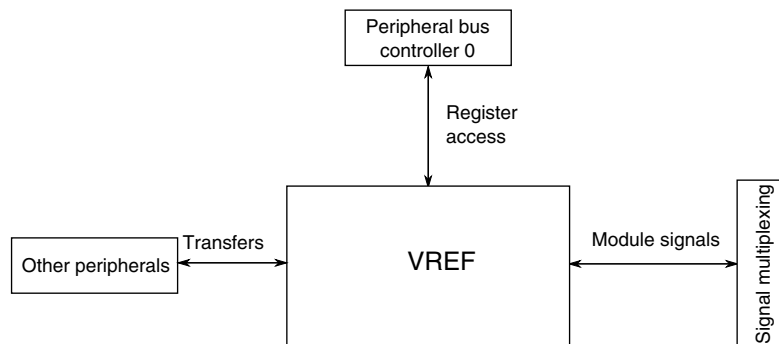 Peripheral bus
controller 0
Register
access
Transfers
Other peripherals
VREF
Module signals
Signal multiplexing